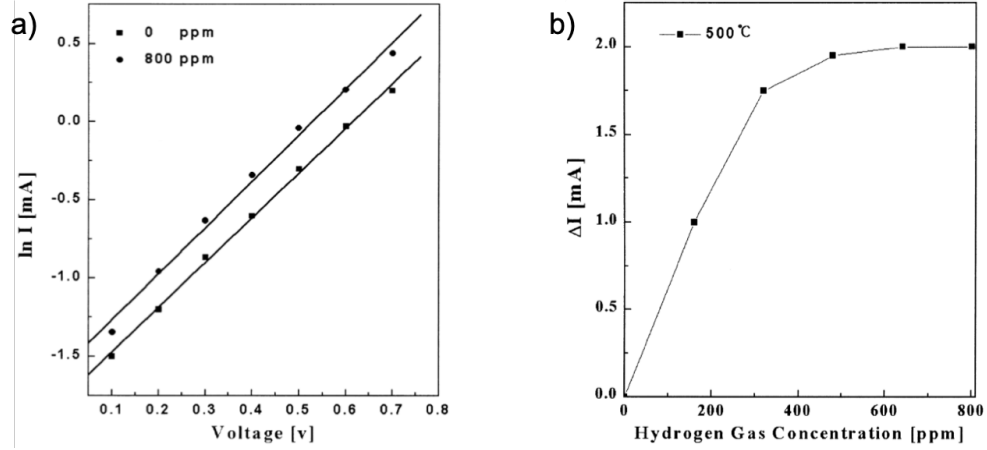 a)
0 ppm
800 ppm
0.5
0.0
-0.5
-1.0
-1.5
ln I [mA]
0.1 0.2 0.3 0.4 0.5 0.6 0.7 0.8
Voltage [v]
b)
500℃
2.0
1.5
1.0
0.5
0.0
ΔI [mA]
0 200 400 600 800
Hydrogen Gas Concentration [ppm]